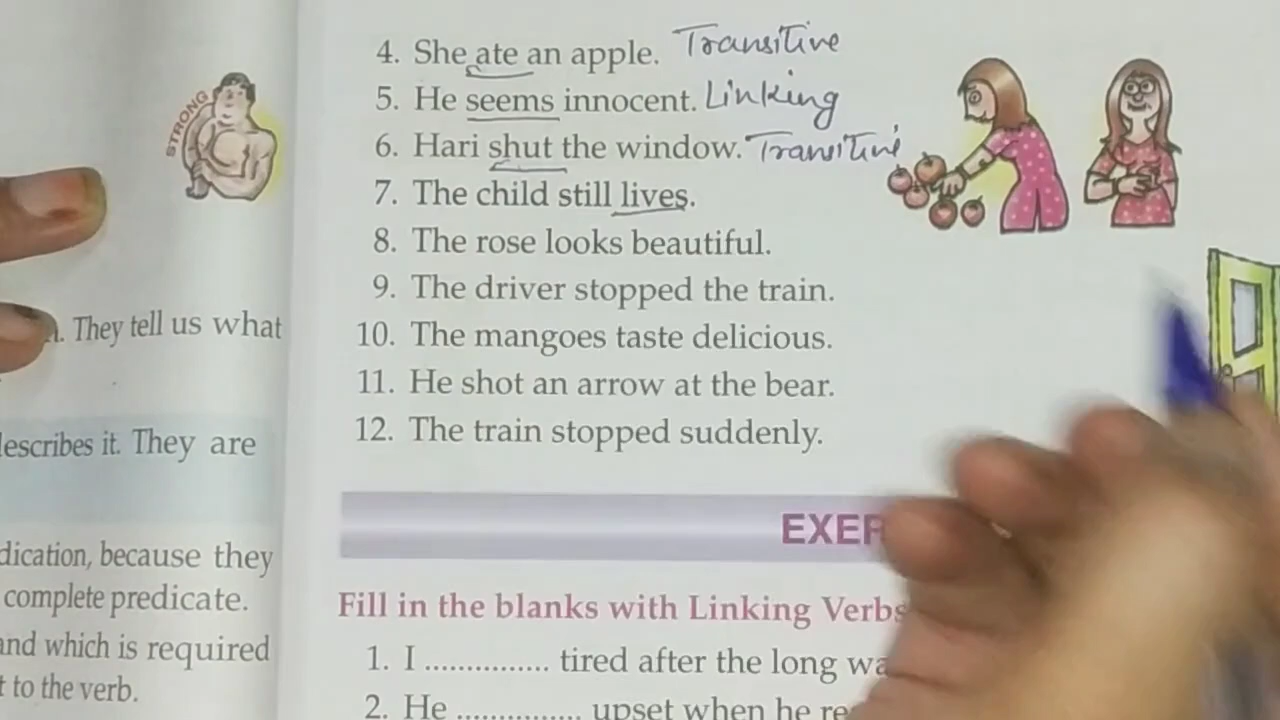 STRONG
. They tell us what
describes it. They are
dication, because they
complete predicate.
and which is required
t to the verb.
4. She ate an apple. Transitive
5. He seems innocent. Linking
6. Hari shut the window. Transitive
7. The child still lives.
8. The rose looks beautiful.
9. The driver stopped the train.
10. The mangoes taste delicious.
11. He shot an arrow at the bear.
12. The train stopped suddenly.
EXER
Fill in the blanks with Linking Verbs
1. I ............... tired after the long wa
2. He ............... upset when he re